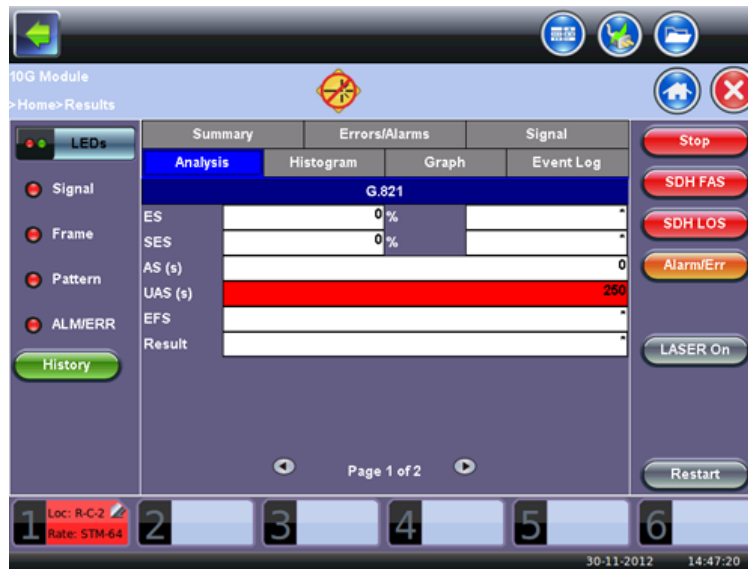 10G Module
>Home>Results
LEDs
Signal
Frame
Pattern
ALM/ERR
History
Summary
Errors/Alarms
Signal
Analysis
Histogram
Graph
Event Log
G.821
ES 0 % *
SES 0 % *
AS (s) 0
UAS (s) 250
EFS *
Result *
Page 1 of 2
Stop
SDH FAS
SDH LOS
Alarm/Err
LASER On
Restart
1 Loc: R-C-2
Rate: STM-64
2
3
4
5
6
30-11-2012 14:47:20